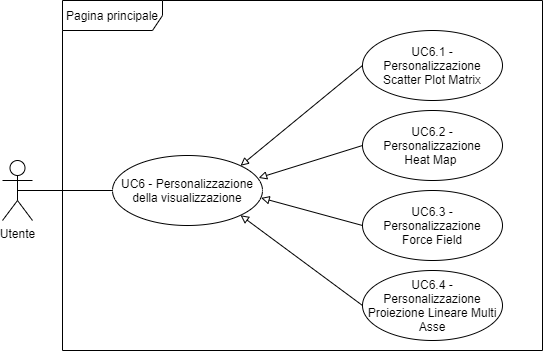 Pagina principale
UC6.1 -
Personalizzazione
Scatter Plot Matrix
UC6.2 -
Personalizzazione
Heat Map
UC6 - Personalizzazione
della visualizzazione
UC6.3 -
Personalizzazione
Force Field
Utente
UC6.4 -
Personalizzazione
Proiezione Lineare Multi
Asse